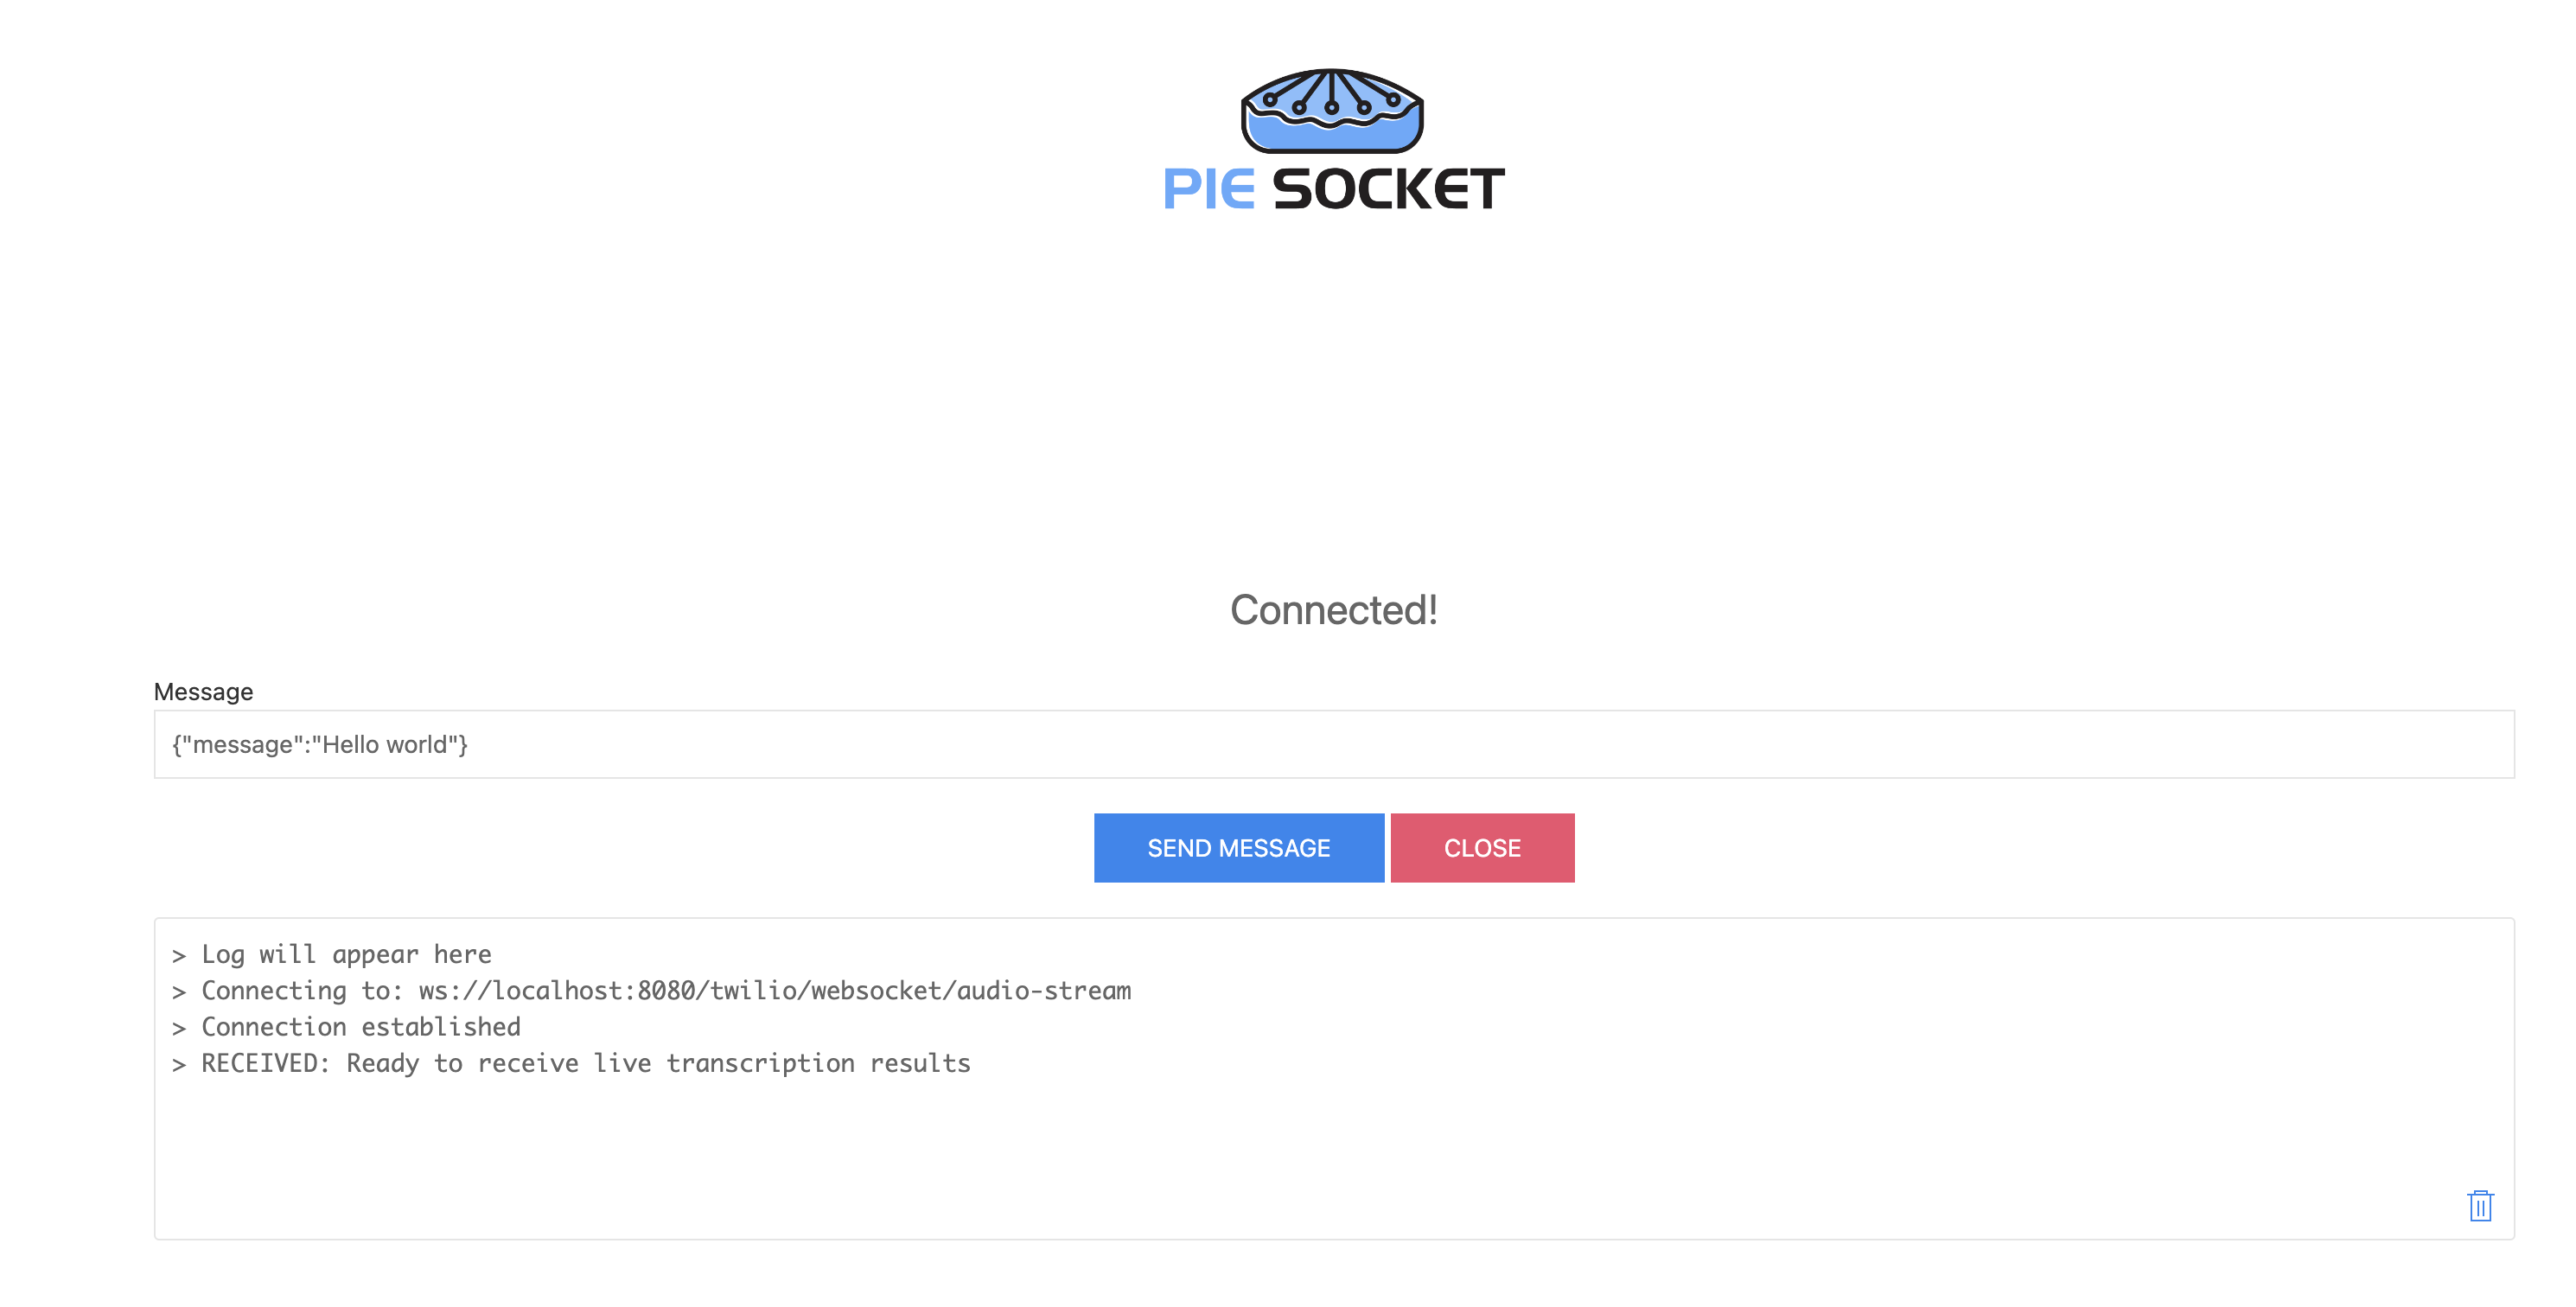 PIE SOCKET
Connected!
Message
{"message":"Hello world"}
SEND MESSAGE CLOSE
> Log will appear here
> Connecting to: ws://localhost:8080/twilio/websocket/audio-stream
> Connection established
> RECEIVED: Ready to receive live transcription results